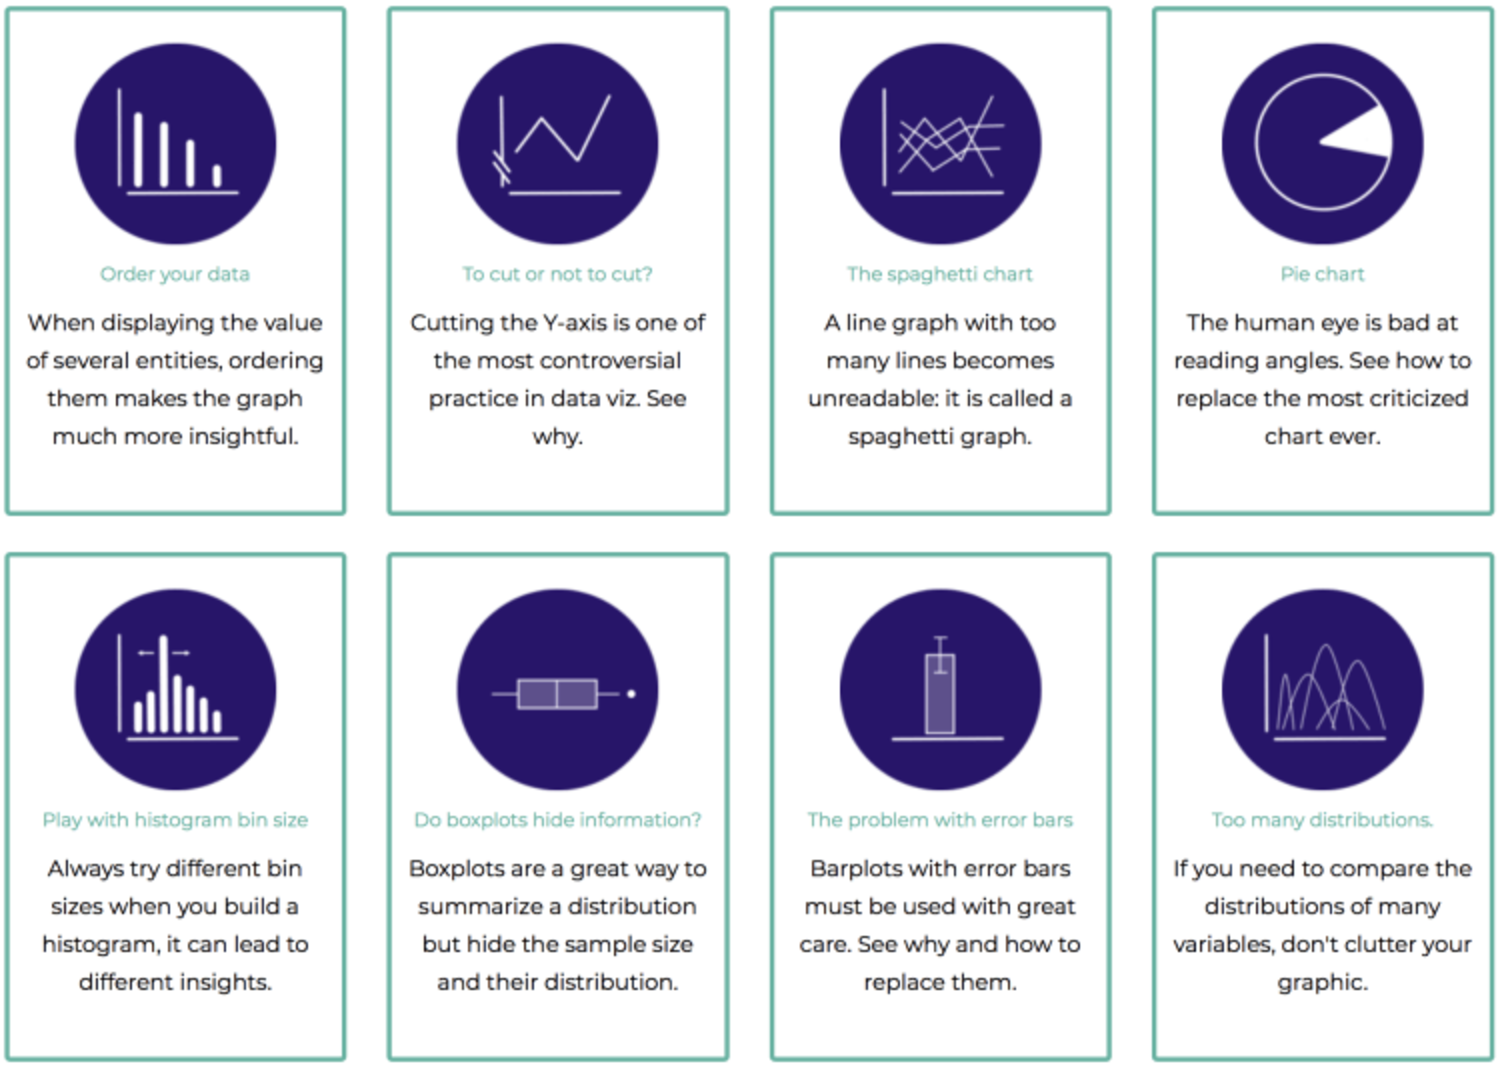 Order your data
When displaying the value
of several entities, ordering
them makes the graph
much more insightful.
To cut or not to cut?
Cutting the Y-axis is one of
the most controversial
practice in data viz. See
why.
The spaghetti chart
A line graph with too
many lines becomes
unreadable: it is called a
spaghetti graph.
Pie chart
The human eye is bad at
reading angles. See how to
replace the most criticized
chart ever.
Play with histogram bin size
Always try different bin
sizes when you build a
histogram, it can lead to
different insights.
Do boxplots hide information?
Boxplots are a great way to
summarize a distribution
but hide the sample size
and their distribution.
The problem with error bars
Barplots with error bars
must be used with great
care. See why and how to
replace them.
Too many distributions.
If you need to compare the
distributions of many
variables, don't clutter your
graphic.